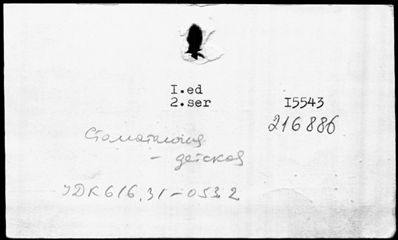 I.ed
2.ser
I5543
216886
Стоматология
- детская
УДК 616.31-053.2